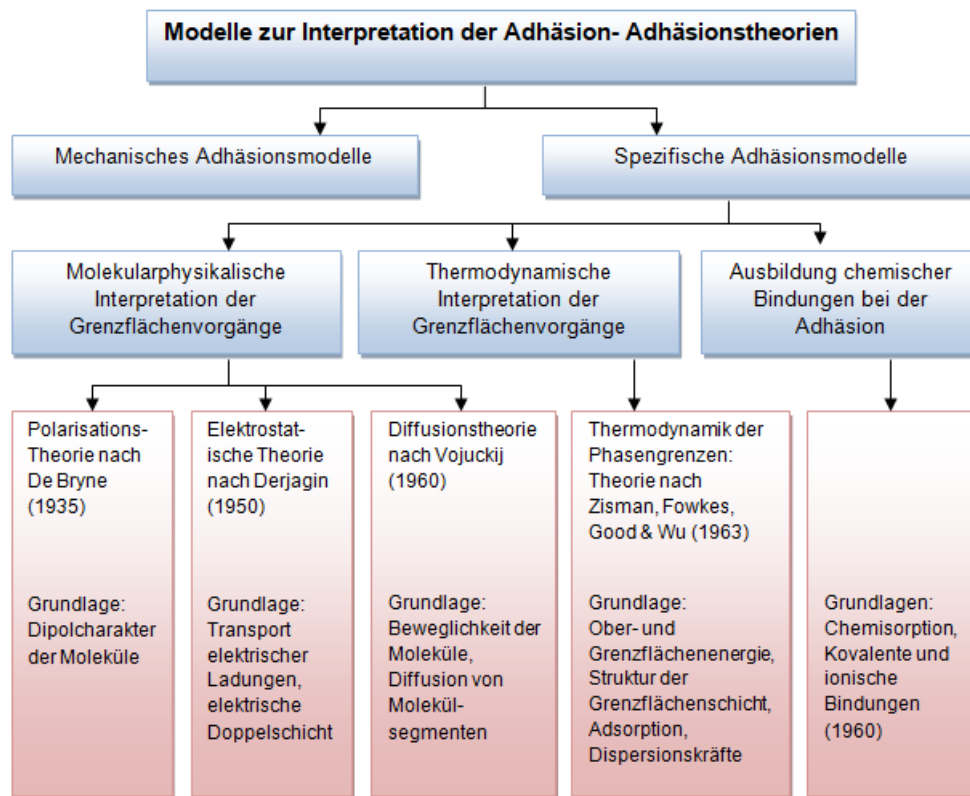 Modelle zur Interpretation der Adhäsion- Adhäsionstheorien
Mechanisches Adhäsionsmodelle
Spezifische Adhäsionsmodelle
Molekularphysikalische
Interpretation der
Grenzflächenvorgänge
Thermodynamische
Interpretation der
Grenzflächenvorgänge
Ausbildung chemischer
Bindungen bei der
Adhäsion
Polarisations-
Theorie nach
De Bryne
(1935)
Grundlage:
Dipolcharakter
der Moleküle
Elektrostat-
ische Theorie
nach Derjagin
(1950)
Grundlage:
Transport
elektrischer
Ladungen,
elektrische
Doppelschicht
Diffusionstheorie
nach Vojuckij
(1960)
Grundlage:
Beweglichkeit der
Moleküle,
Diffusion von
Molekül-
segmenten
Thermodynamik der
Phasengrenzen:
Theorie nach
Zisman, Fowkes,
Good & Wu (1963)
Grundlage:
Ober- und
Grenzflächenenergie,
Struktur der
Grenzflächenschicht,
Adsorption,
Dispersionskräfte
Grundlagen:
Chemisorption,
Kovalente und
ionische
Bindungen
(1960)